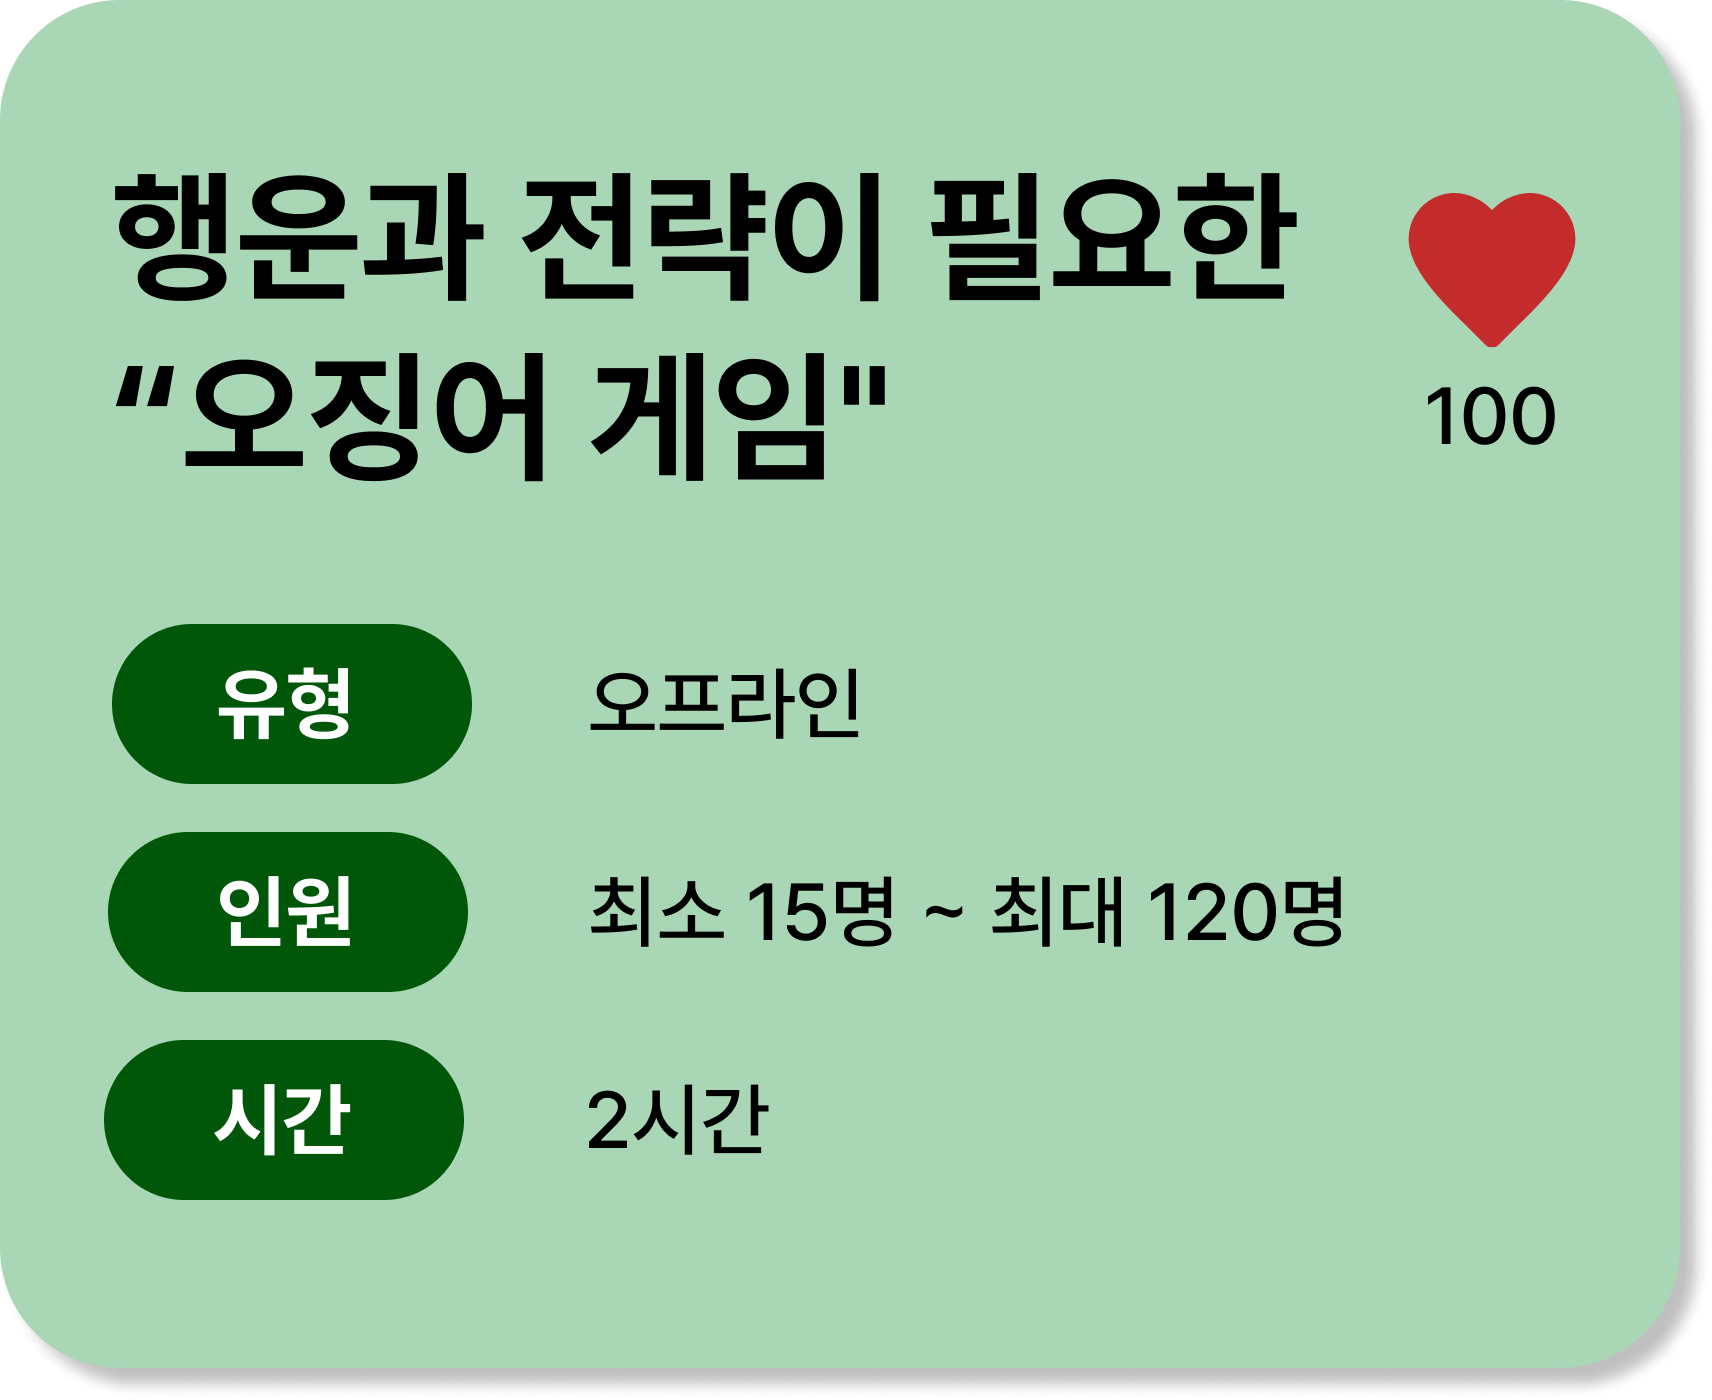 행운과 전략이 필요한
“오징어 게임"
100
유형 오프라인
인원 최소 15명 ~ 최대 120명
시간 2시간